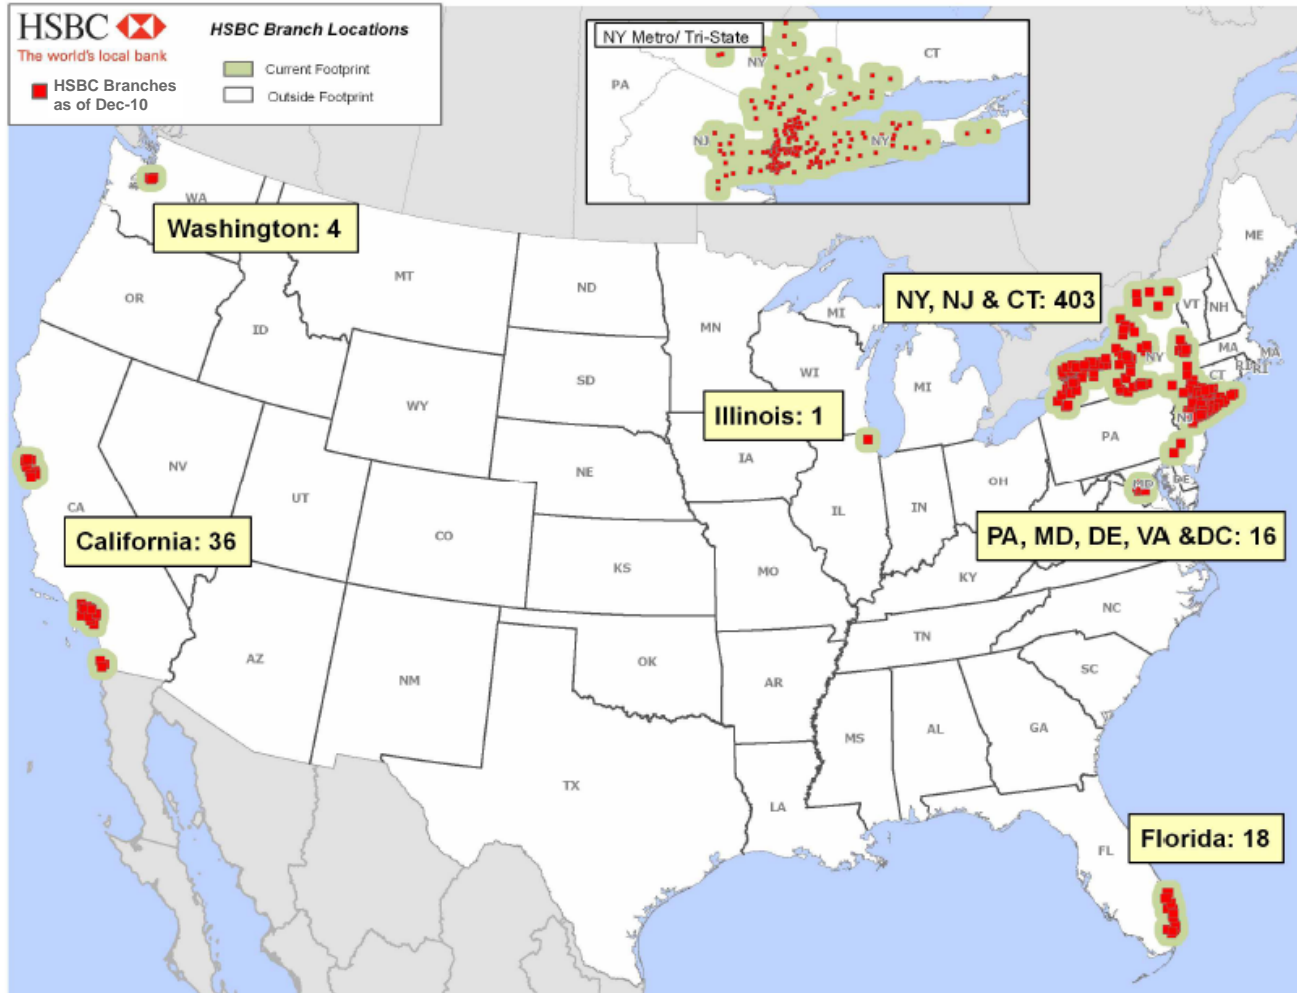 HSBC
The world's local bank
HSBC Branches
as of Dec-10
HSBC Branch Locations
Current Footprint
Outside Footprint
NY Metro/ Tri-State
NY
CT
PA
NJ
NY
WA
Washington: 4
MT
ND
OR
ID
MN
MI
ME
NY, NJ & CT: 403
VT
NH
NY
MA
MA
CT
RI
RI
SD
WI
MI
WY
Illinois: 1
NJ
PA
IA
NE
NV
OH
MD
DE
UT
IL
IN
CA
CO
California: 36
PA, MD, DE, VA &DC: 16
KS
MO
KY
NC
TN
AZ
OK
SC
NM
AR
MS
AL
GA
TX
LA
Florida: 18
FL